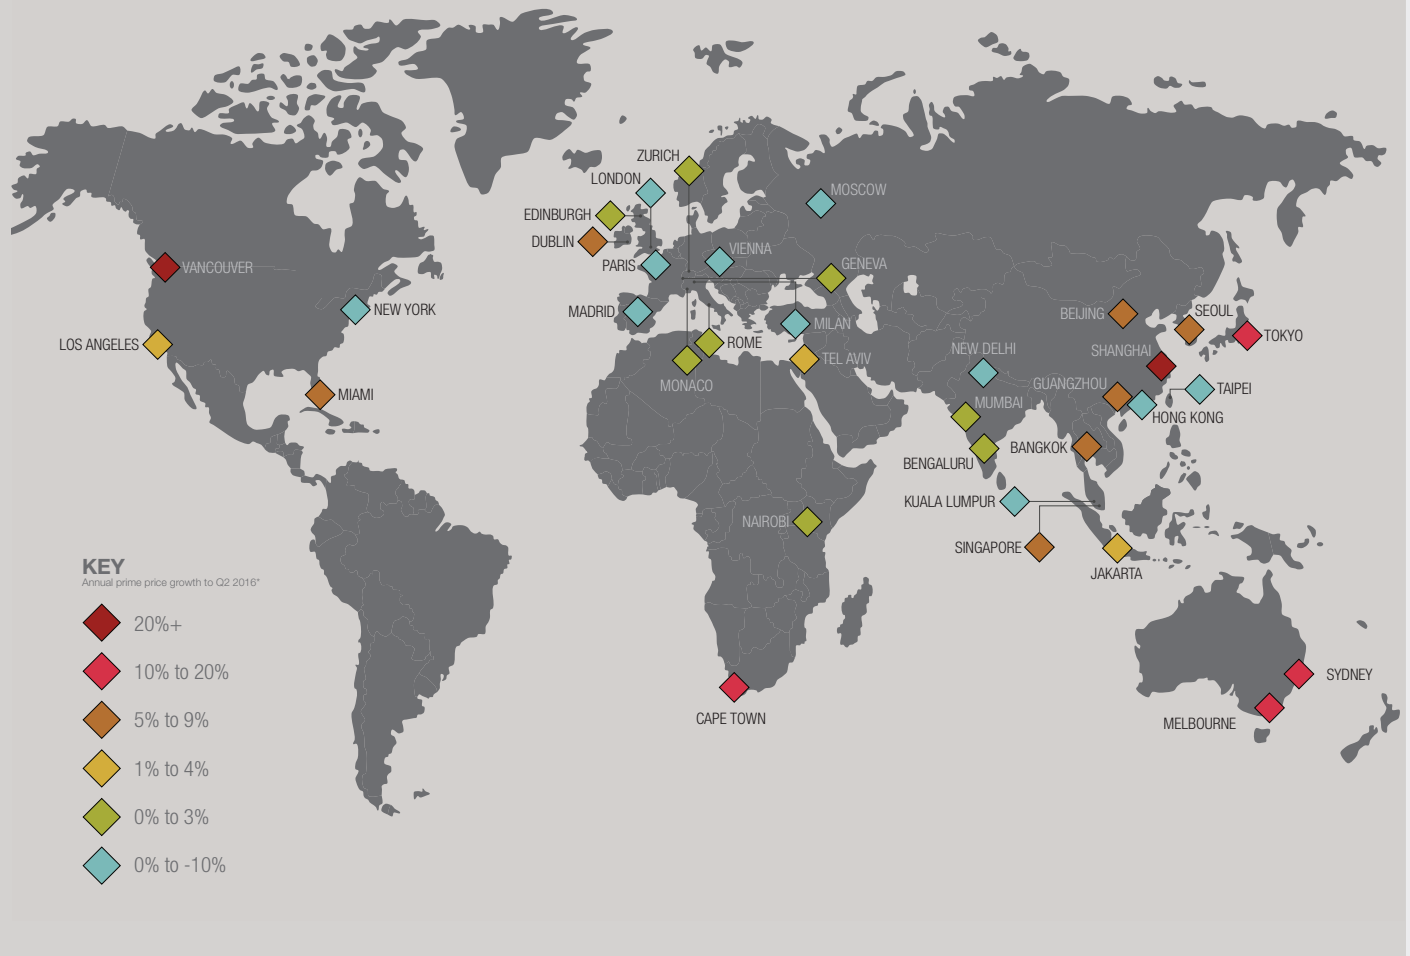 ZURICH
LONDON
MOSCOW
EDINBURGH
DUBLIN
VIENNA
PARIS
GENEVA
VANCOUVER
MADRID
NEW YORK
BEIJING
SEOUL
MILAN
TOKYO
LOS ANGELES
ROME
NEW DELHI
SHANGHAI
TEL AVIV
MONACO
GUANGZHOU
TAIPEI
MIAMI
MUMBAI
HONG KONG
BANGKOK
BENGALURU
KUALA LUMPUR
NAIROBI
SINGAPORE
JAKARTA
KEY
Annual prime price growth to Q2 2016*
20%+
10% to 20%
5% to 9%
1% to 4%
0% to 3%
0% to -10%
SYDNEY
CAPE TOWN
MELBOURNE